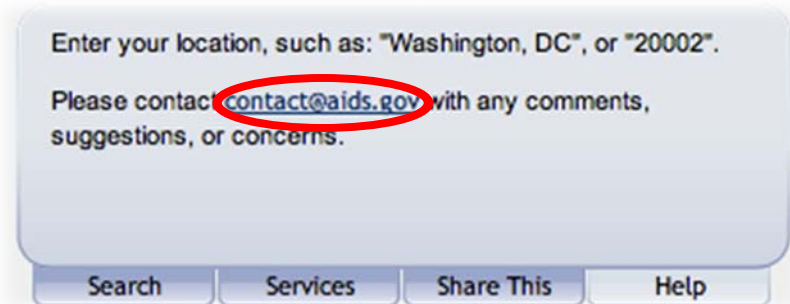 Enter your location, such as: "Washington, DC", or "20002".
Please contact contact@aids.gov with any comments,
suggestions, or concerns.
Search Services Share This Help